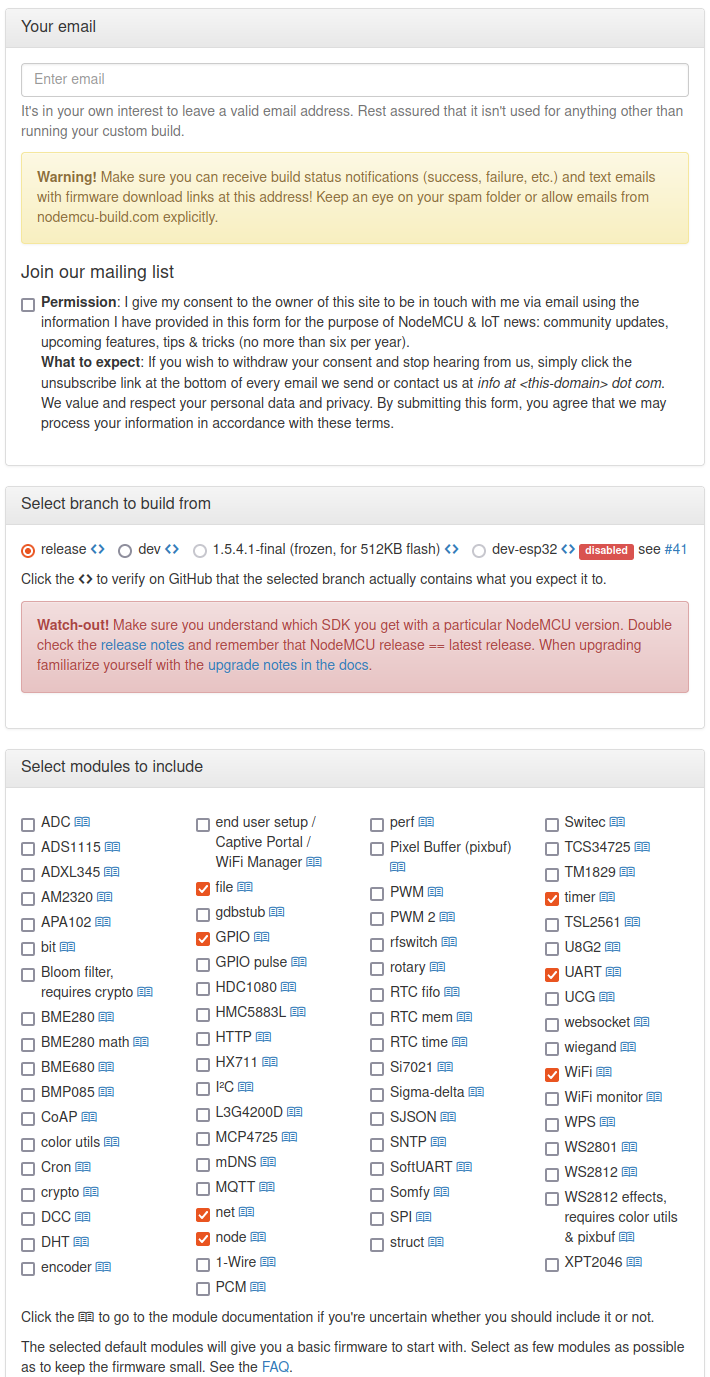 Your email
Enter email
It's in your own interest to leave a valid email address. Rest assured that it isn't used for anything other than
running your custom build.
Warning! Make sure you can receive build status notifications (success, failure, etc.) and text emails
with firmware download links at this address! Keep an eye on your spam folder or allow emails from
nodemcu-build.com explicitly.
Join our mailing list
Permission: I give my consent to the owner of this site to be in touch with me via email using the
information I have provided in this form for the purpose of NodeMCU & IoT news: community updates,
upcoming features, tips & tricks (no more than six per year).
What to expect: If you wish to withdraw your consent and stop hearing from us, simply click the
unsubscribe link at the bottom of every email we send or contact us at info at <this-domain> dot com.
We value and respect your personal data and privacy. By submitting this form, you agree that we may
process your information in accordance with these terms.
Select branch to build from
release <> dev <> 1.5.4.1-final (frozen, for 512KB flash) <> dev-esp32 <> disabled see #41
Click the <> to verify on GitHub that the selected branch actually contains what you expect it to.
Watch-out! Make sure you understand which SDK you get with a particular NodeMCU version. Double
check the release notes and remember that NodeMCU release == latest release. When upgrading
familiarize yourself with the upgrade notes in the docs.
Select modules to include
ADC
ADS1115
ADXL345
AM2320
APA102
bit
Bloom filter,
requires crypto
BME280
BME280 math
BME680
BMP085
CoAP
color utils
Cron
crypto
DCC
DHT
encoder
end user setup /
Captive Portal /
WiFi Manager
file
gdbstub
GPIO
GPIO pulse
HDC1080
HMC5883L
HTTP
HX711
I²C
L3G4200D
MCP4725
mDNS
MQTT
net
node
1-Wire
PCM
perf
Pixel Buffer (pixbuf)
PWM
PWM 2
rfswitch
rotary
RTC fifo
RTC mem
RTC time
Si7021
Sigma-delta
SJSON
SNTP
SoftUART
Somfy
SPI
struct
Switec
TCS34725
TM1829
timer
TSL2561
U8G2
UART
UCG
websocket
wiegand
WiFi
WiFi monitor
WPS
WS2801
WS2812
WS2812 effects,
requires color utils
& pixbuf
XPT2046
Click the to go to the module documentation if you're uncertain whether you should include it or not.
The selected default modules will give you a basic firmware to start with. Select as few modules as possible
as to keep the firmware small. See the FAQ.